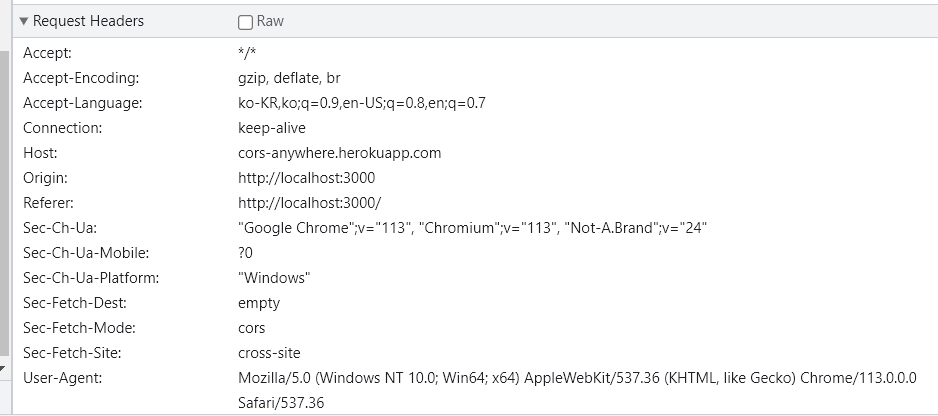 Request Headers Raw
Accept: */*
Accept-Encoding: gzip, deflate, br
Accept-Language: ko-KR,ko;q=0.9,en-US;q=0.8,en;q=0.7
Connection: keep-alive
Host: cors-anywhere.herokuapp.com
Origin: http://localhost:3000
Referer: http://localhost:3000/
Sec-Ch-Ua: "Google Chrome";v="113", "Chromium";v="113", "Not-A.Brand";v="24"
Sec-Ch-Ua-Mobile: ?0
Sec-Ch-Ua-Platform: "Windows"
Sec-Fetch-Dest: empty
Sec-Fetch-Mode: cors
Sec-Fetch-Site: cross-site
User-Agent: Mozilla/5.0 (Windows NT 10.0; Win64; x64) AppleWebKit/537.36 (KHTML, like Gecko) Chrome/113.0.0.0
Safari/537.36